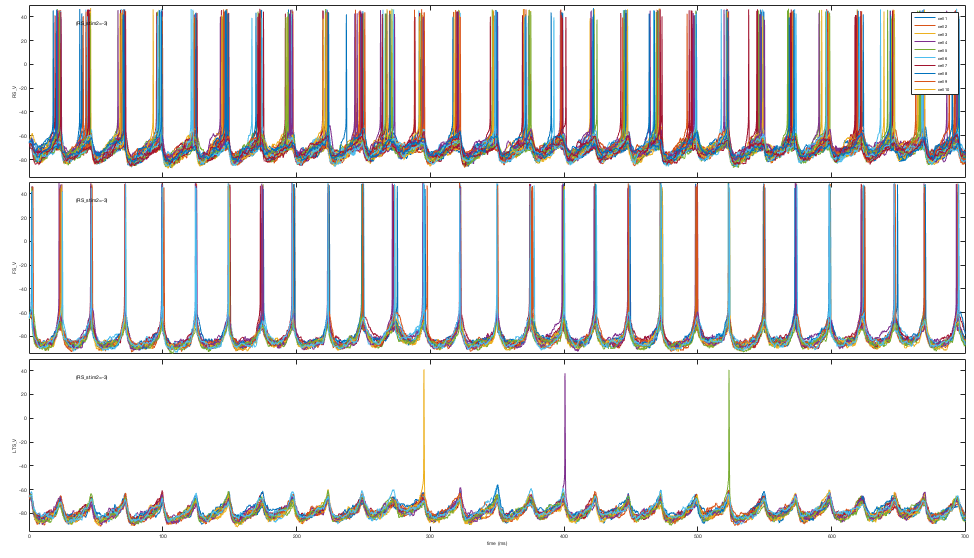 (RS_stim2=-3)
40
20
0
-20
-40
-60
-80
RS_V
cell 1
cell 2
cell 3
cell 4
cell 5
cell 6
cell 7
cell 8
cell 9
cell 10
(RS_stim2=-3)
40
20
0
-20
-40
-60
-80
FS_V
(RS_stim2=-3)
40
20
0
-20
-40
-60
-80
LTS_V
0 100 200 300 400 500 600 700
time (ms)